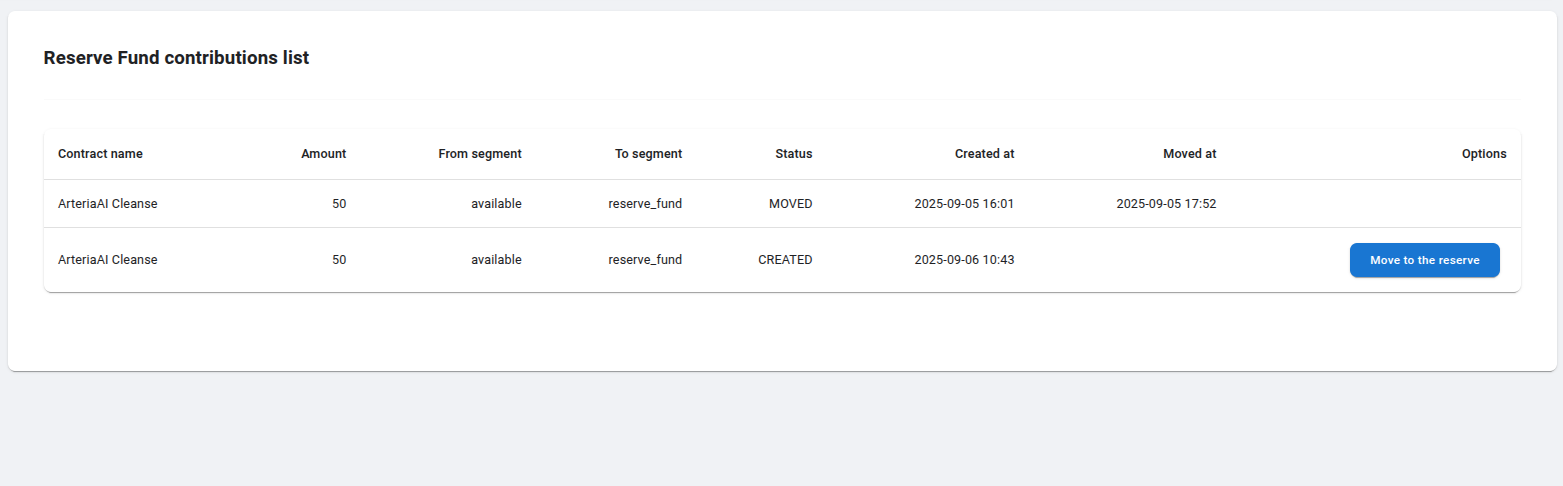 Reserve Fund contributions list
Contract name Amount From segment To segment Status Created at Moved at Options
ArteriaAI Cleanse 50 available reserve_fund MOVED 2025-09-05 16:01 2025-09-05 17:52
ArteriaAI Cleanse 50 available reserve_fund CREATED 2025-09-06 10:43 Move to the reserve